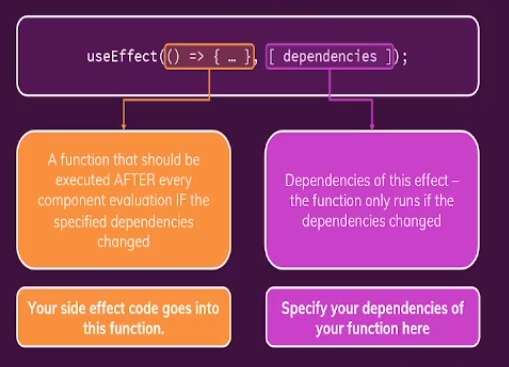 useEffect(() => { … }, [ dependencies ]);
A function that should be
executed AFTER every
component evaluation IF the
specified dependencies
changed
Dependencies of this effect –
the function only runs if the
dependencies changed
Your side effect code goes into
this function.
Specify your dependencies of
your function here